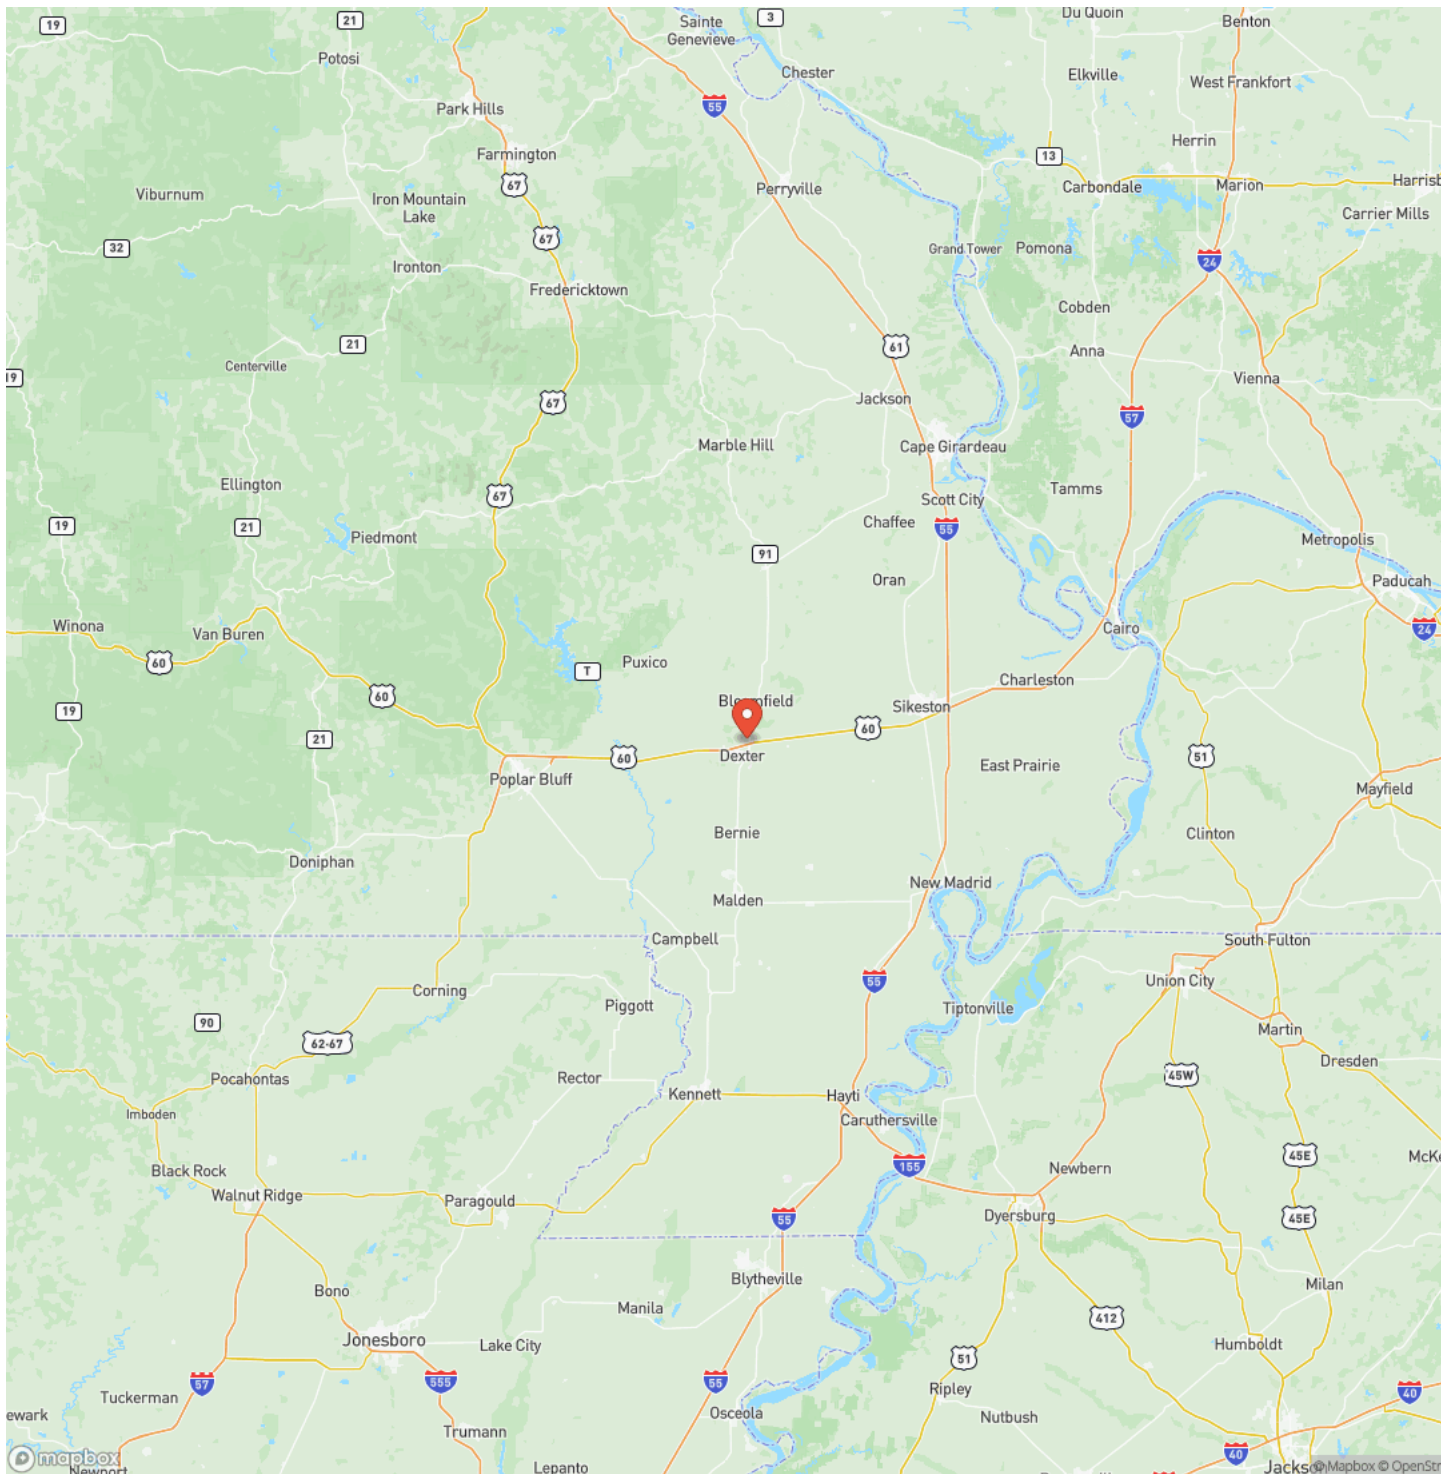 19
21
Sainte
Genevieve
3
Du Quoin
Benton
Potosi
Chester
Elkville
West Frankfort
Park Hills
55
Herrin
Farmington
13
67
Perryville
Carbondale
Marion
Harrisb
Viburnum
Iron Mountain
Lake
Carrier Mills
32
67
Grand Tower
Pomona
24
Ironton
Fredericktown
Cobden
21
61
Anna
Centerville
19
Vienna
67
Jackson
57
Marble Hill
Cape Girardeau
Ellington
67
Scott City
Tamms
19
21
Chaffee
55
Piedmont
91
Metropolis
Oran
Paducah
Winona
Van Buren
Cairo
24
60
Puxico
T
Charleston
60
Bl
mfield
Sikeston
19
60
21
60
Dexter
51
Poplar Bluff
East Prairie
Mayfield
Bernie
Clinton
Doniphan
New Madrid
Malden
Campbell
South Fulton
Corning
55
Union City
Piggott
Tiptonville
90
62-67
Martin
Dresden
Pocahontas
Rector
45W
Imboden
Kennett
Hayti
Caruthersville
Black Rock
155
Newbern
45E
McKe
Walnut Ridge
Paragould
55
Dyersburg
45E
Blytheville
Bono
Manila
Milan
412
Jonesboro
Lake City
Humboldt
51
57
555
55
Ripley
40
Tuckerman
Nutbush
ewark
Osceola
Trumann
40
mapbox
Newport
Lepanto
Jackson
© Mapbox © OpenStr